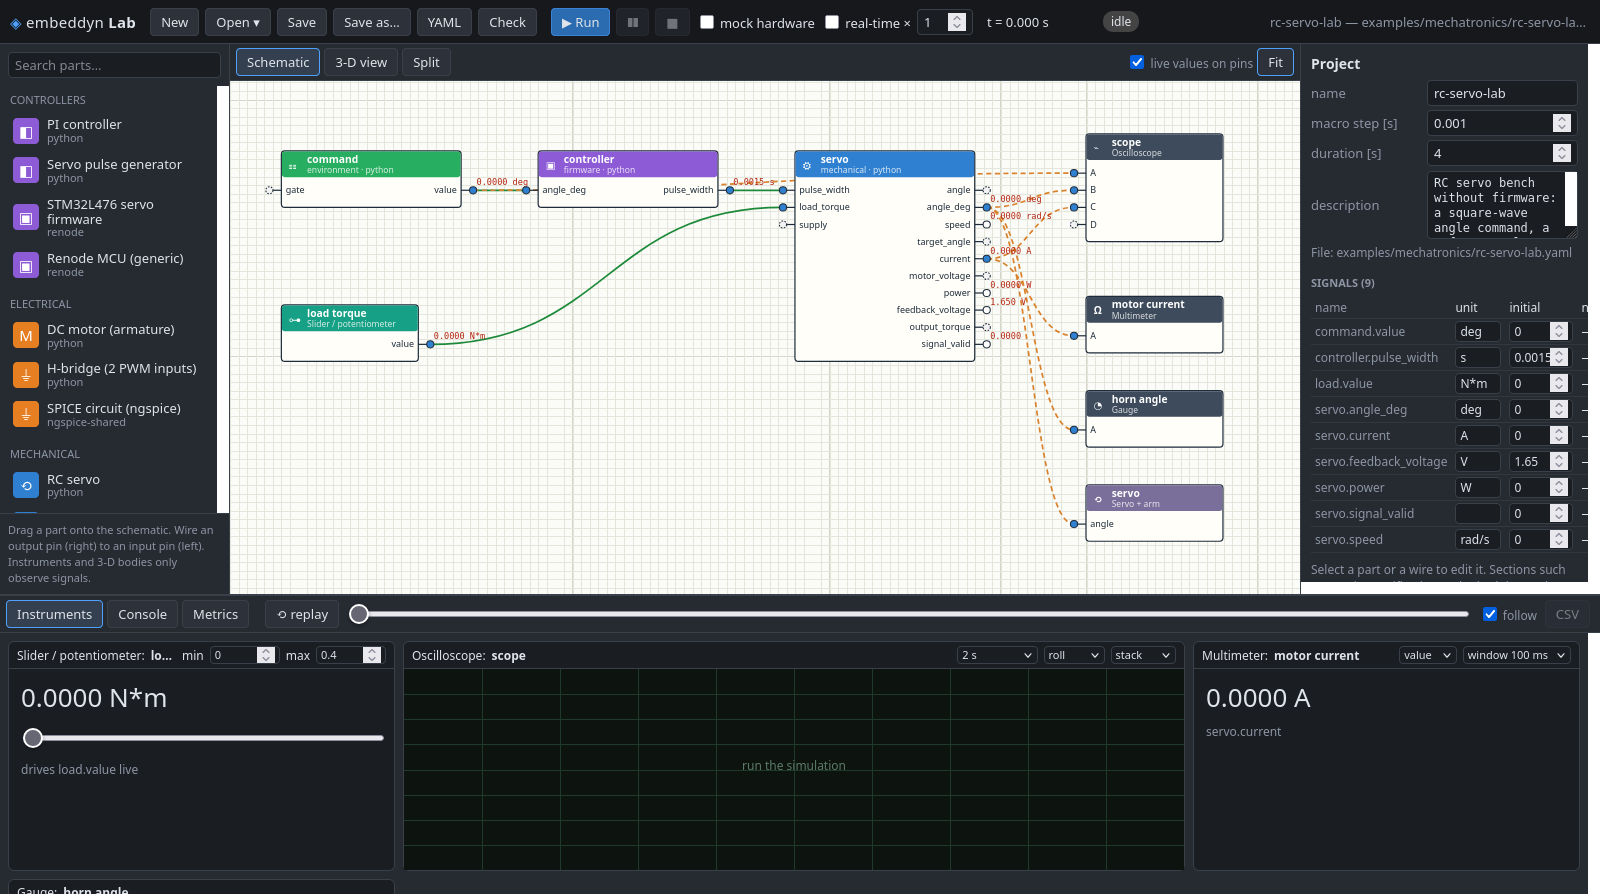 embeddyn Lab
New
Open ▾
Save
Save as...
YAML
Check
▶ Run
mock hardware
real-time ×
1
t = 0.000 s
idle
rc-servo-lab — examples/mechatronics/rc-servo-la...
Search parts...
CONTROLLERS
PI controller
python
Servo pulse generator
python
STM32L476 servo
firmware
renode
Renode MCU (generic)
renode
ELECTRICAL
DC motor (armature)
python
H-bridge (2 PWM inputs)
python
SPICE circuit (ngspice)
ngspice-shared
MECHANICAL
RC servo
python
Drag a part onto the schematic. Wire an
output pin (right) to an input pin (left).
Instruments and 3-D bodies only
observe signals.
Schematic
3-D view
Split
live values on pins
Fit
command
environment · python
gate
value
0.0000 deg
controller
firmware · python
angle_deg
pulse_width
0.0015 s
load torque
Slider / potentiometer
value
0.0000 N*m
servo
mechanical · python
pulse_width
load_torque
supply
angle
angle_deg
speed
target_angle
current
motor_voltage
power
feedback_voltage
output_torque
signal_valid
0.0000 deg
0.0000 rad/s
0.0000 A
0.0000 W
1.650 V
0.0000
scope
Oscilloscope
A
B
C
D
motor current
Multimeter
A
horn angle
Gauge
A
servo
Servo + arm
angle
Project
name
rc-servo-lab
macro step [s]
0.001
duration [s]
4
description
RC servo bench
without firmware:
a square-wave
angle command, a
File: examples/mechatronics/rc-servo-lab.yaml
SIGNALS (9)
name unit initial
command.value deg 0
controller.pulse_width s 0.0015
load.value N*m 0
servo.angle_deg deg 0
servo.current A 0
servo.feedback_voltage V 1.65
servo.power W 0
servo.signal_valid 0
servo.speed rad/s 0
Select a part or a wire to edit it. Sections such
Instruments
Console
Metrics
⟲ replay
follow
CSV
Slider / potentiometer: lo... min 0 max 0.4
0.0000 N*m
drives load.value live
Oscilloscope: scope
2 s
roll
stack
run the simulation
Multimeter: motor current
value
window 100 ms
0.0000 A
servo.current
Gauge: horn angle